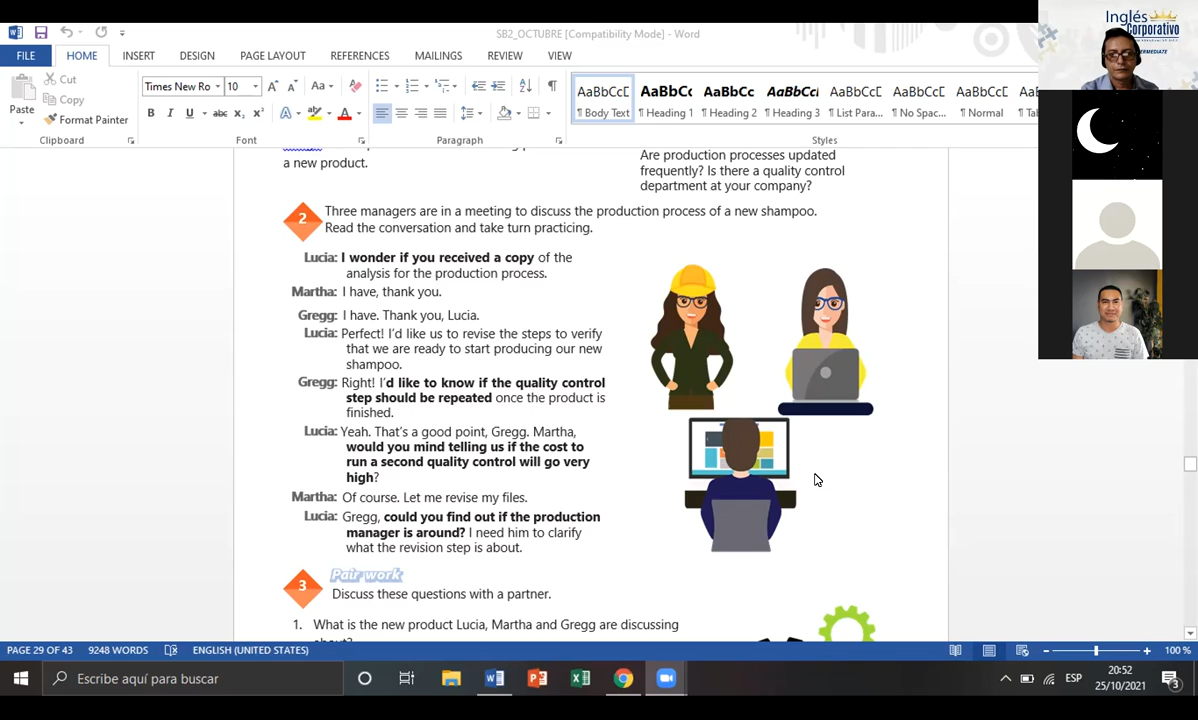 SB2_OCTUBRE [Compatibility Mode] - Word
FILE HOME INSERT DESIGN PAGE LAYOUT REFERENCES MAILINGS REVIEW VIEW
Cut
Copy
Format Painter
Paste
Clipboard
Times New Ro 10
Font
Paragraph
AaBbCcD AaBbCc AaBbCc AaBbCcI AaBbCcD AaBbCcD AaBbCcD
Body Text Heading 1 Heading 2 Heading 3 List Para... No Spac... Normal
Styles
Inglés
Corporativo
a new product.
Are production processes updated
frequently? Is there a quality control
department at your company?
2
Three managers are in a meeting to discuss the production process of a new shampoo.
Read the conversation and take turn practicing.
Lucia: I wonder if you received a copy of the
analysis for the production process.
Martha: I have, thank you.
Gregg: I have. Thank you, Lucia.
Lucia: Perfect! I'd like us to revise the steps to verify
that we are ready to start producing our new
shampoo.
Gregg: Right! I'd like to know if the quality control
step should be repeated once the product is
finished.
Lucia: Yeah. That's a good point, Gregg. Martha,
would you mind telling us if the cost to
run a second quality control will go very
high?
Martha: Of course. Let me revise my files.
Lucia: Gregg, could you find out if the production
manager is around? I need him to clarify
what the revision step is about.
3
Pair work
Discuss these questions with a partner.
1. What is the new product Lucia, Martha and Gregg are discussing
PAGE 29 OF 43 9248 WORDS ENGLISH (UNITED STATES) 100 %
Escribe aquí para buscar
ESP
20:52
25/10/2021
3